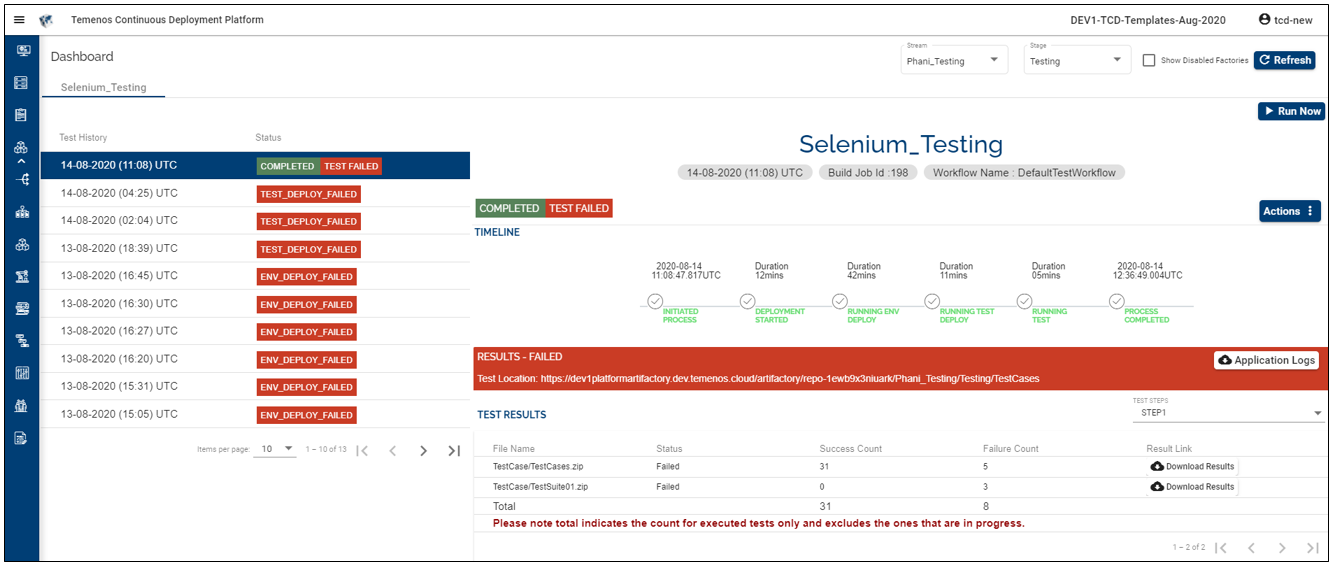 Temenos Continuous Deployment Platform
DEV1-TCD-Templates-Aug-2020
tcd-new
Dashboard
Stream
Phani_Testing
Stage
Testing
Show Disabled Factories
Refresh
Selenium_Testing
Run Now
Test History Status
14-08-2020 (11:08) UTC COMPLETED TEST FAILED
14-08-2020 (04:25) UTC TEST_DEPLOY_FAILED
14-08-2020 (02:04) UTC TEST_DEPLOY_FAILED
13-08-2020 (18:39) UTC TEST_DEPLOY_FAILED
13-08-2020 (16:45) UTC ENV_DEPLOY_FAILED
13-08-2020 (16:30) UTC ENV_DEPLOY_FAILED
13-08-2020 (16:27) UTC ENV_DEPLOY_FAILED
13-08-2020 (16:20) UTC ENV_DEPLOY_FAILED
13-08-2020 (15:31) UTC ENV_DEPLOY_FAILED
13-08-2020 (15:05) UTC ENV_DEPLOY_FAILED
Items per page: 10 1 – 10 of 13
Selenium_Testing
14-08-2020 (11:08) UTC Build Job Id :198 Workflow Name : DefaultTestWorkflow
COMPLETED TEST FAILED
Actions
TIMELINE
2020-08-14 Duration Duration Duration Duration 2020-08-14
11:08:47.817UTC 12mins 42mins 11mins 05mins 12:36:49.004UTC
INITIATED DEPLOYMENT RUNNING ENV RUNNING TEST RUNNING PROCESS
PROCESS STARTED DEPLOY DEPLOY TEST COMPLETED
RESULTS - FAILED
Application Logs
Test Location: https://dev1platformartifactory.dev.temenos.cloud/artifactory/repo-1ewb9x3niuark/Phani_Testing/Testing/TestCases
TEST RESULTS
TEST STEPS
STEP1
File Name Status Success Count Failure Count Result Link
TestCase/TestCases.zip Failed 31 5 Download Results
TestCase/TestSuite01.zip Failed 0 3 Download Results
Total 31 8
Please note total indicates the count for executed tests only and excludes the ones that are in progress.
1 – 2 of 2